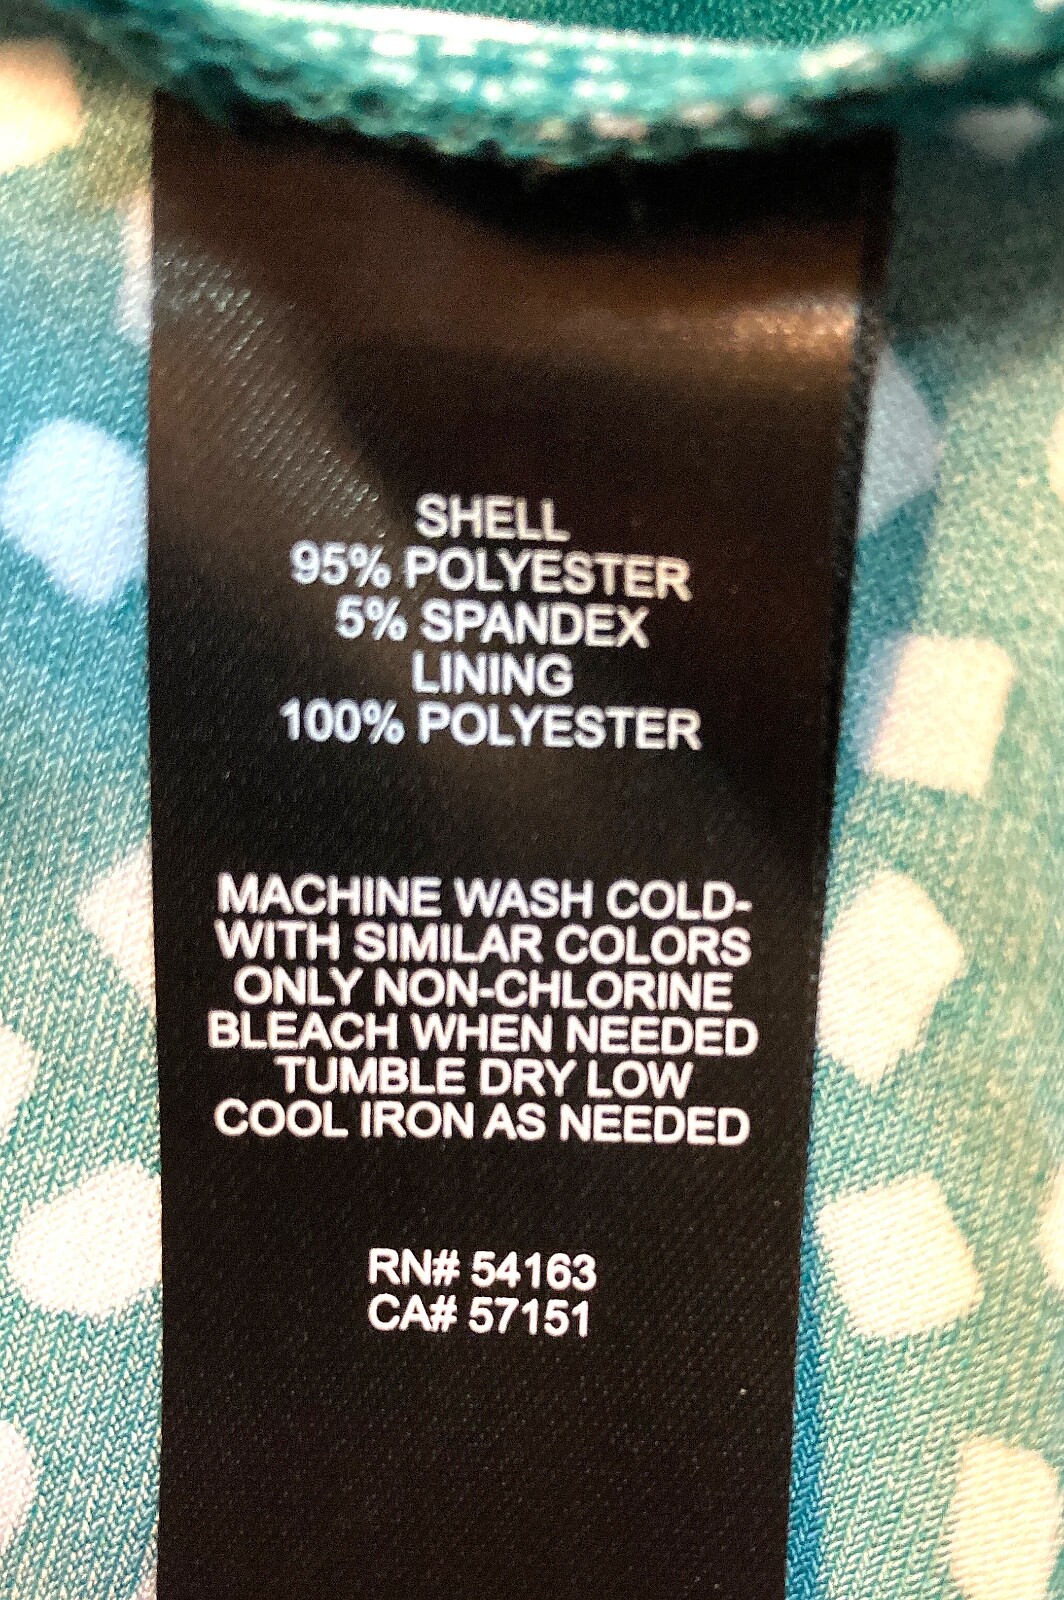 SHELL
95% POLYESTER
5% SPANDEX
LINING
100% POLYESTER
MACHINE WASH COLD-
WITH SIMILAR COLORS
ONLY NON-CHLORINE
BLEACH WHEN NEEDED
TUMBLE DRY LOW
COOL IRON AS NEEDED
RN# 54163
CA# 57151